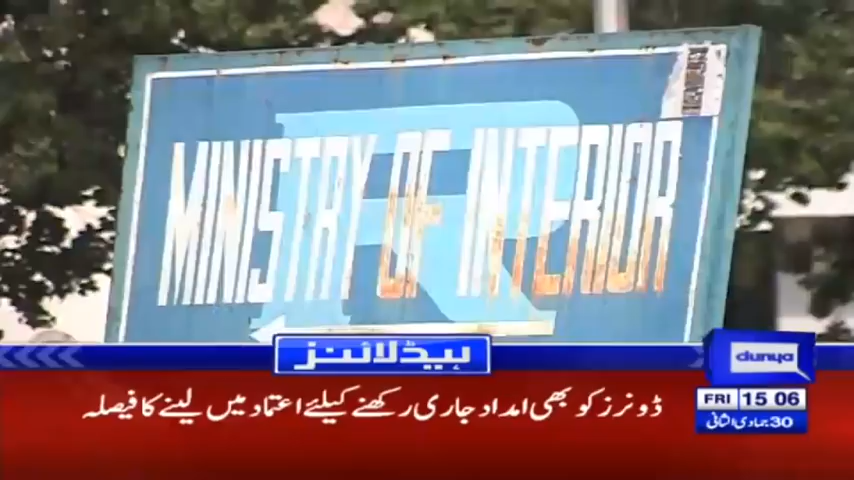 R
MINISTRY OF INTERIOR
ہیڈلائنز
dunya
FRI 15 06
30 جمادی الثانی
ڈونرز کو بھی امداد جاری رکھنے کیلئے اعتماد میں لینے کا فیصلہ